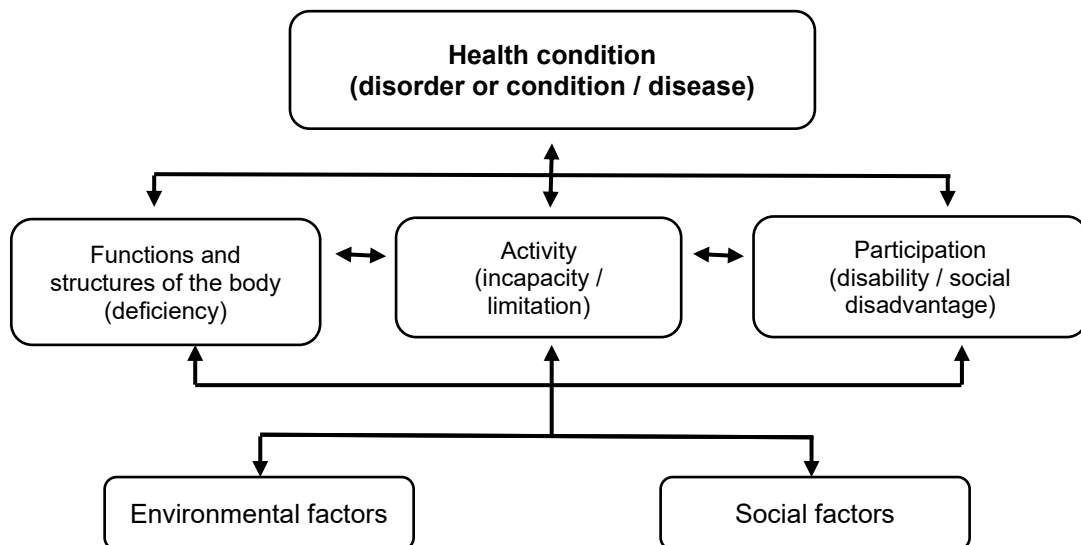 Health condition
(disorder or condition / disease)
Functions and
structures of the body
(deficiency)
Activity
(incapacity /
limitation)
Participation
(disability / social
disadvantage)
Environmental factors
Social factors